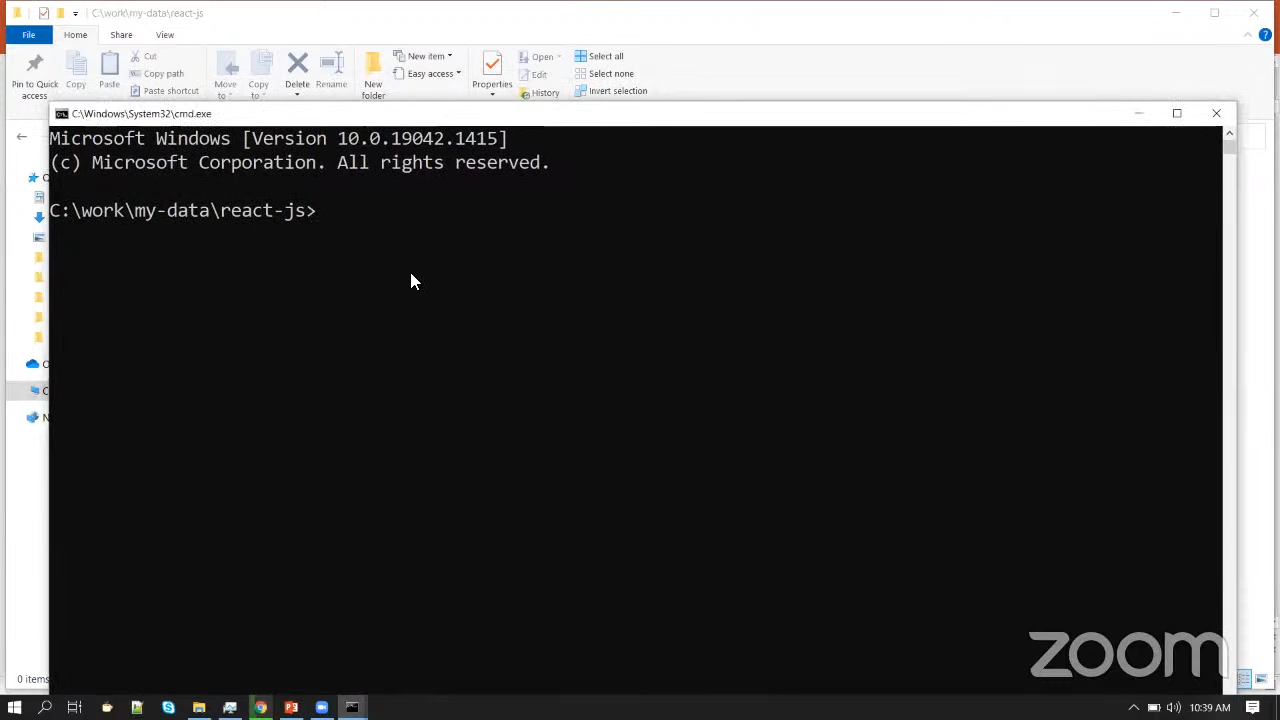 C:\work\my-data\react-js
File Home Share View
Pin to Quick access
Copy
Paste
Cut
Copy path
Paste shortcut
Move to
Copy to
Delete
Rename
New folder
New item
Easy access
Properties
Open
Edit
History
Select all
Select none
Invert selection
C:\Windows\System32\cmd.exe
Microsoft Windows [Version 10.0.19042.1415]
(c) Microsoft Corporation. All rights reserved.
C:\work\my-data\react-js>
0 items
zoom
10:39 AM